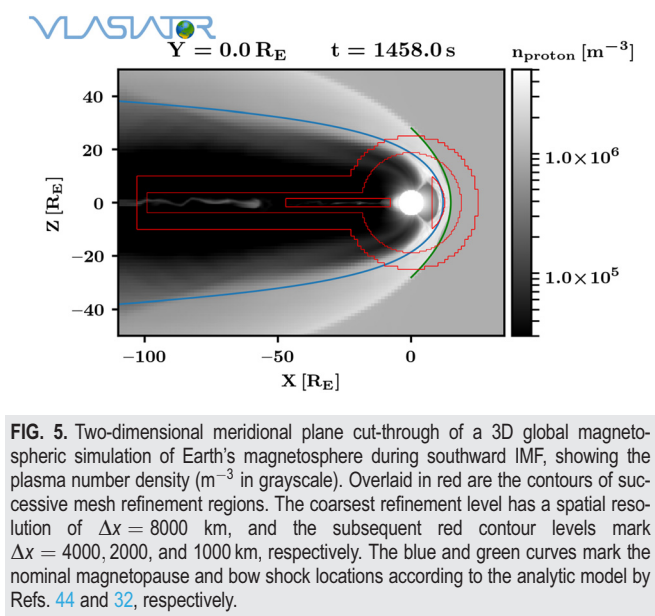 VLASIATOR
Y = 0.0 R_E t = 1458.0 s
n_proton [m⁻³]
40
20
0
−20
−40
Z [R_E]
−100
−50
0
X [R_E]
1.0×10⁶
1.0×10⁵
FIG. 5. Two-dimensional meridional plane cut-through of a 3D global magneto-
spheric simulation of Earth's magnetosphere during southward IMF, showing the
plasma number density (m⁻³ in grayscale). Overlaid in red are the contours of suc-
cessive mesh refinement regions. The coarsest refinement level has a spatial reso-
lution of Δx = 8000 km, and the subsequent red contour levels mark
Δx = 4000, 2000, and 1000 km, respectively. The blue and green curves mark the
nominal magnetopause and bow shock locations according to the analytic model by
Refs. 44 and 32, respectively.